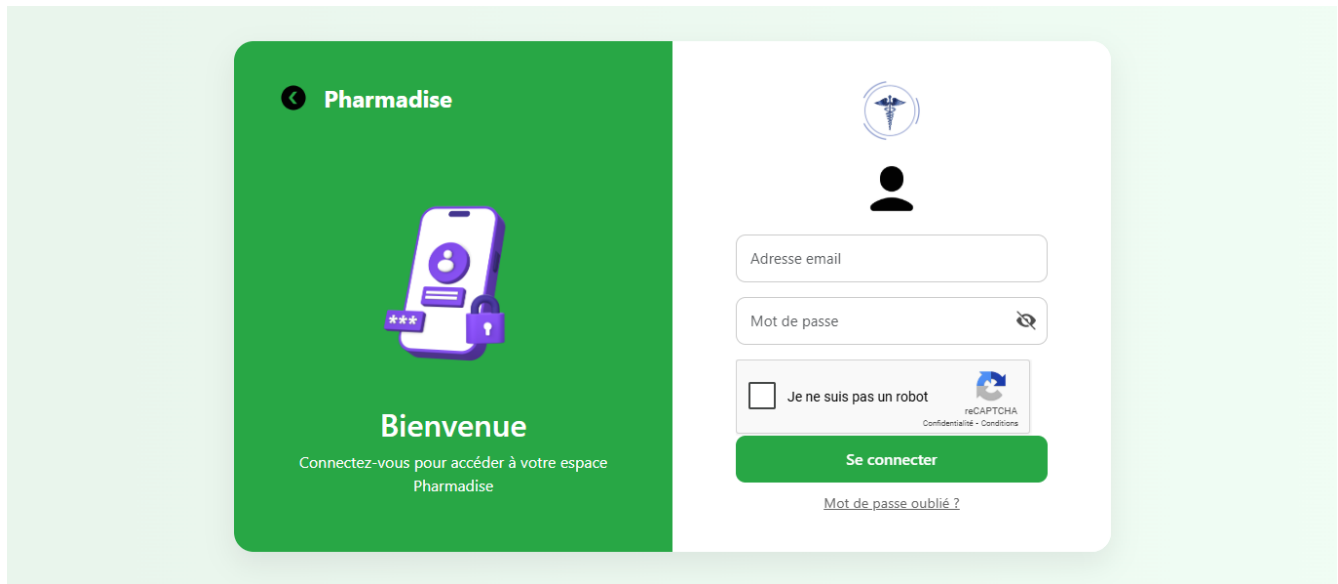 Pharmadise
***
Bienvenue
Connectez-vous pour accéder à votre espace
Pharmadise
Adresse email
Mot de passe
Je ne suis pas un robot
reCAPTCHA
Confidentialité - Conditions
Se connecter
Mot de passe oublié ?